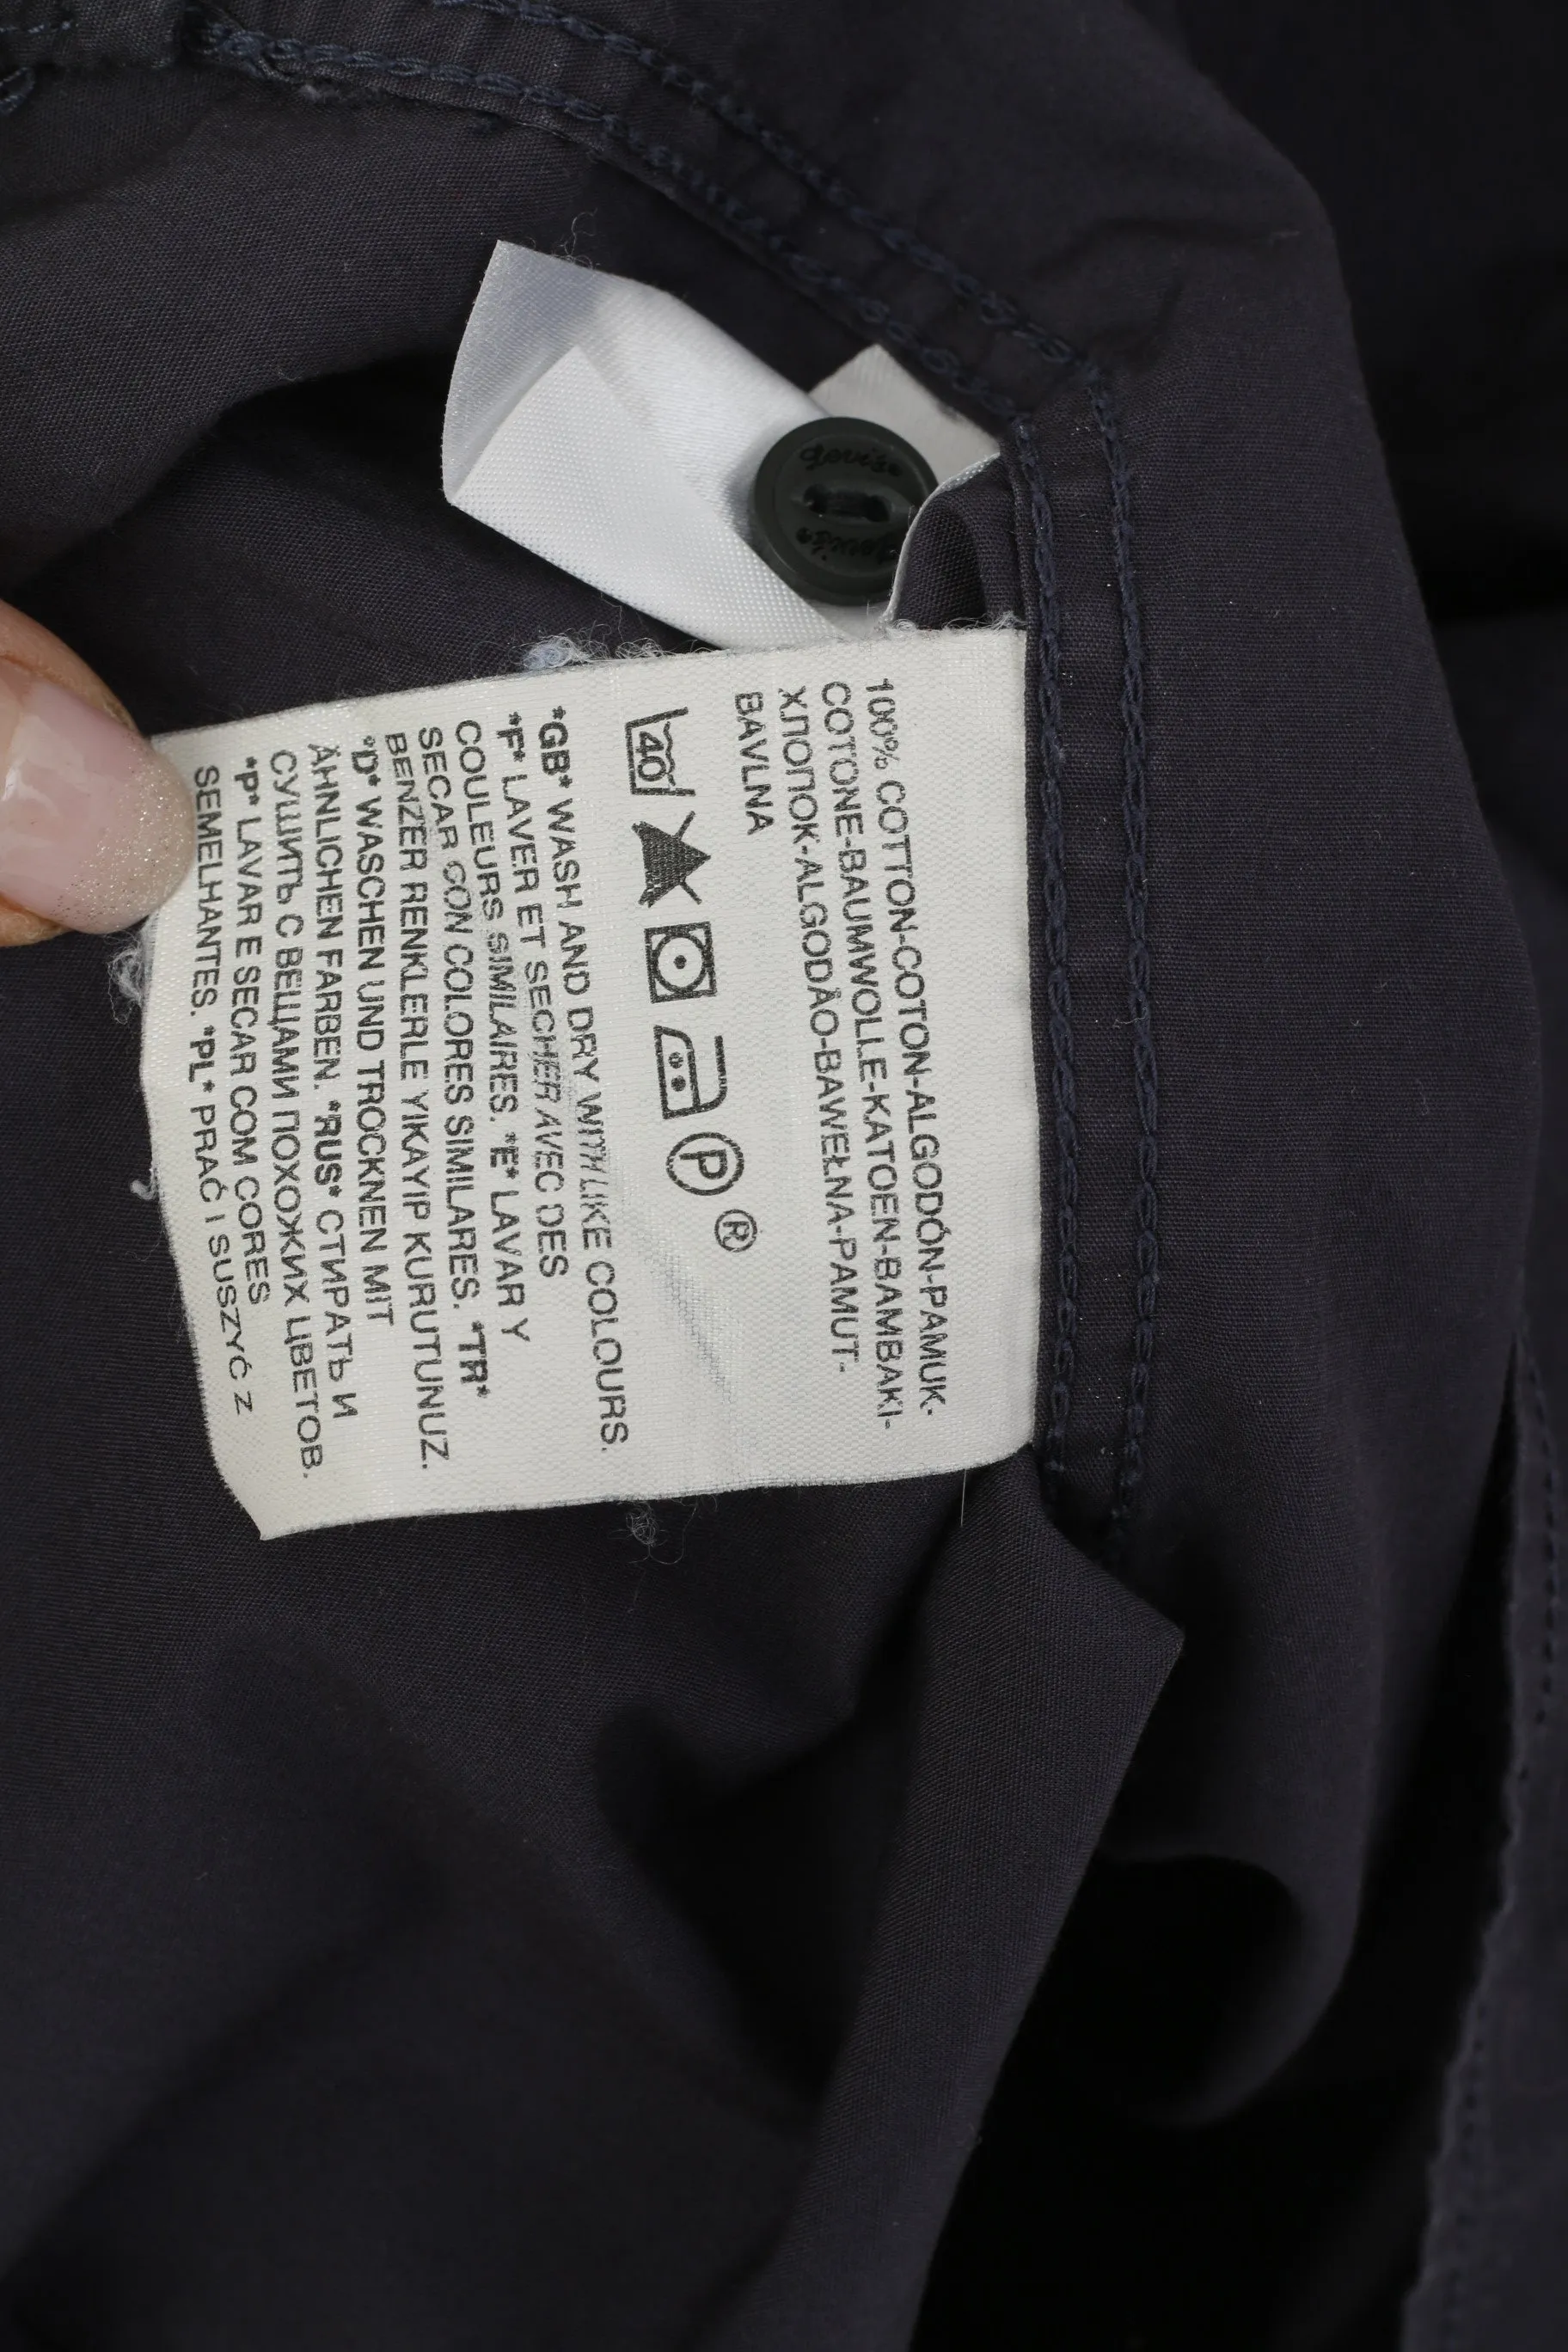 100% COTTON-COTON-ALGODÓN-PAMUK-
COTONE-BAUMWOLLE-KATOEN-BAMBAKI-
ХЛОПОК-ALGODÃO-BAWEŁNA-PAMUT-
BAVLNA
40
P
®
*GB* WASH AND DRY WITH LIKE COLOURS.
*F* LAVER ET SECHER AVEC DES
COULEURS SIMILAIRES. *E* LAVAR Y
SECAR CON COLORES SIMILARES. *TR*
BENZER RENKLERLE YIKAYIP KURUTUNUZ.
*D* WASCHEN UND TROCKNEN MIT
ÄHNLICHEN FARBEN. *RUS* СТИРАТЬ И
СУШИТЬ С ВЕЩАМИ ПОХОЖИХ ЦВЕТОВ.
*P* LAVAR E SECAR COM CORES
SEMELHANTES. *PL* PRAĆ I SUSZYĆ Z